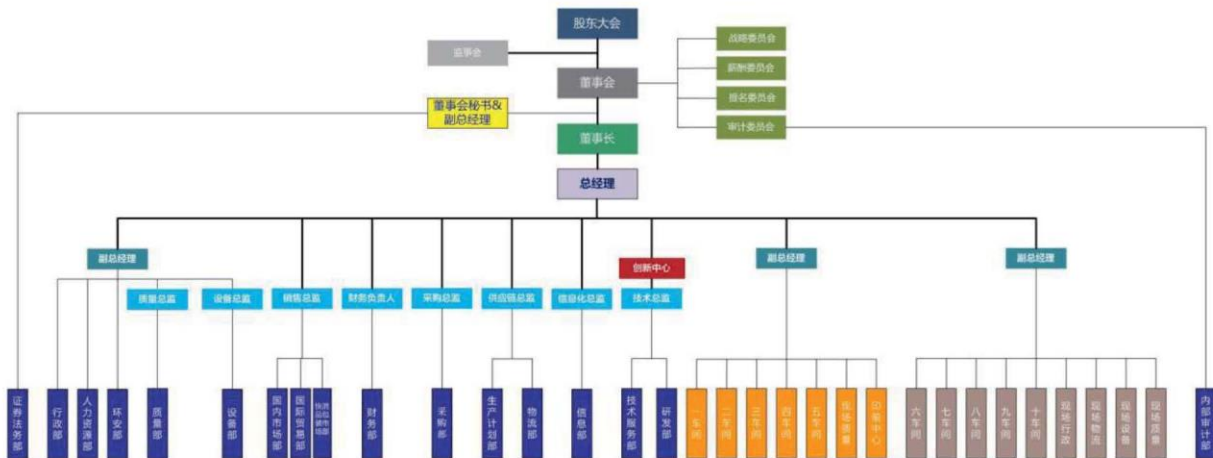 股东大会
监事会
战略委员会
薪酬委员会
董事会
提名委员会
董事会秘书&
副总经理
审计委员会
董事长
总经理
副总经理
创新中心
副总经理
副总经理
质量总监
设备总监
销售总监
财务负责人
采购总监
供应链总监
信息化总监
技术总监
证券法务部
行政部
人力资源部
环安部
质量部
设备部
国内市场部
国际贸易部
财务部
采购部
生产计划部
物流部
信息部
技术服务部
研发部
一车间
二车间
三车间
四车间
五车间
现场质量
六车间
七车间
八车间
九车间
十车间
现场行政
现场物流
现场设备
现场质量
内部审计部